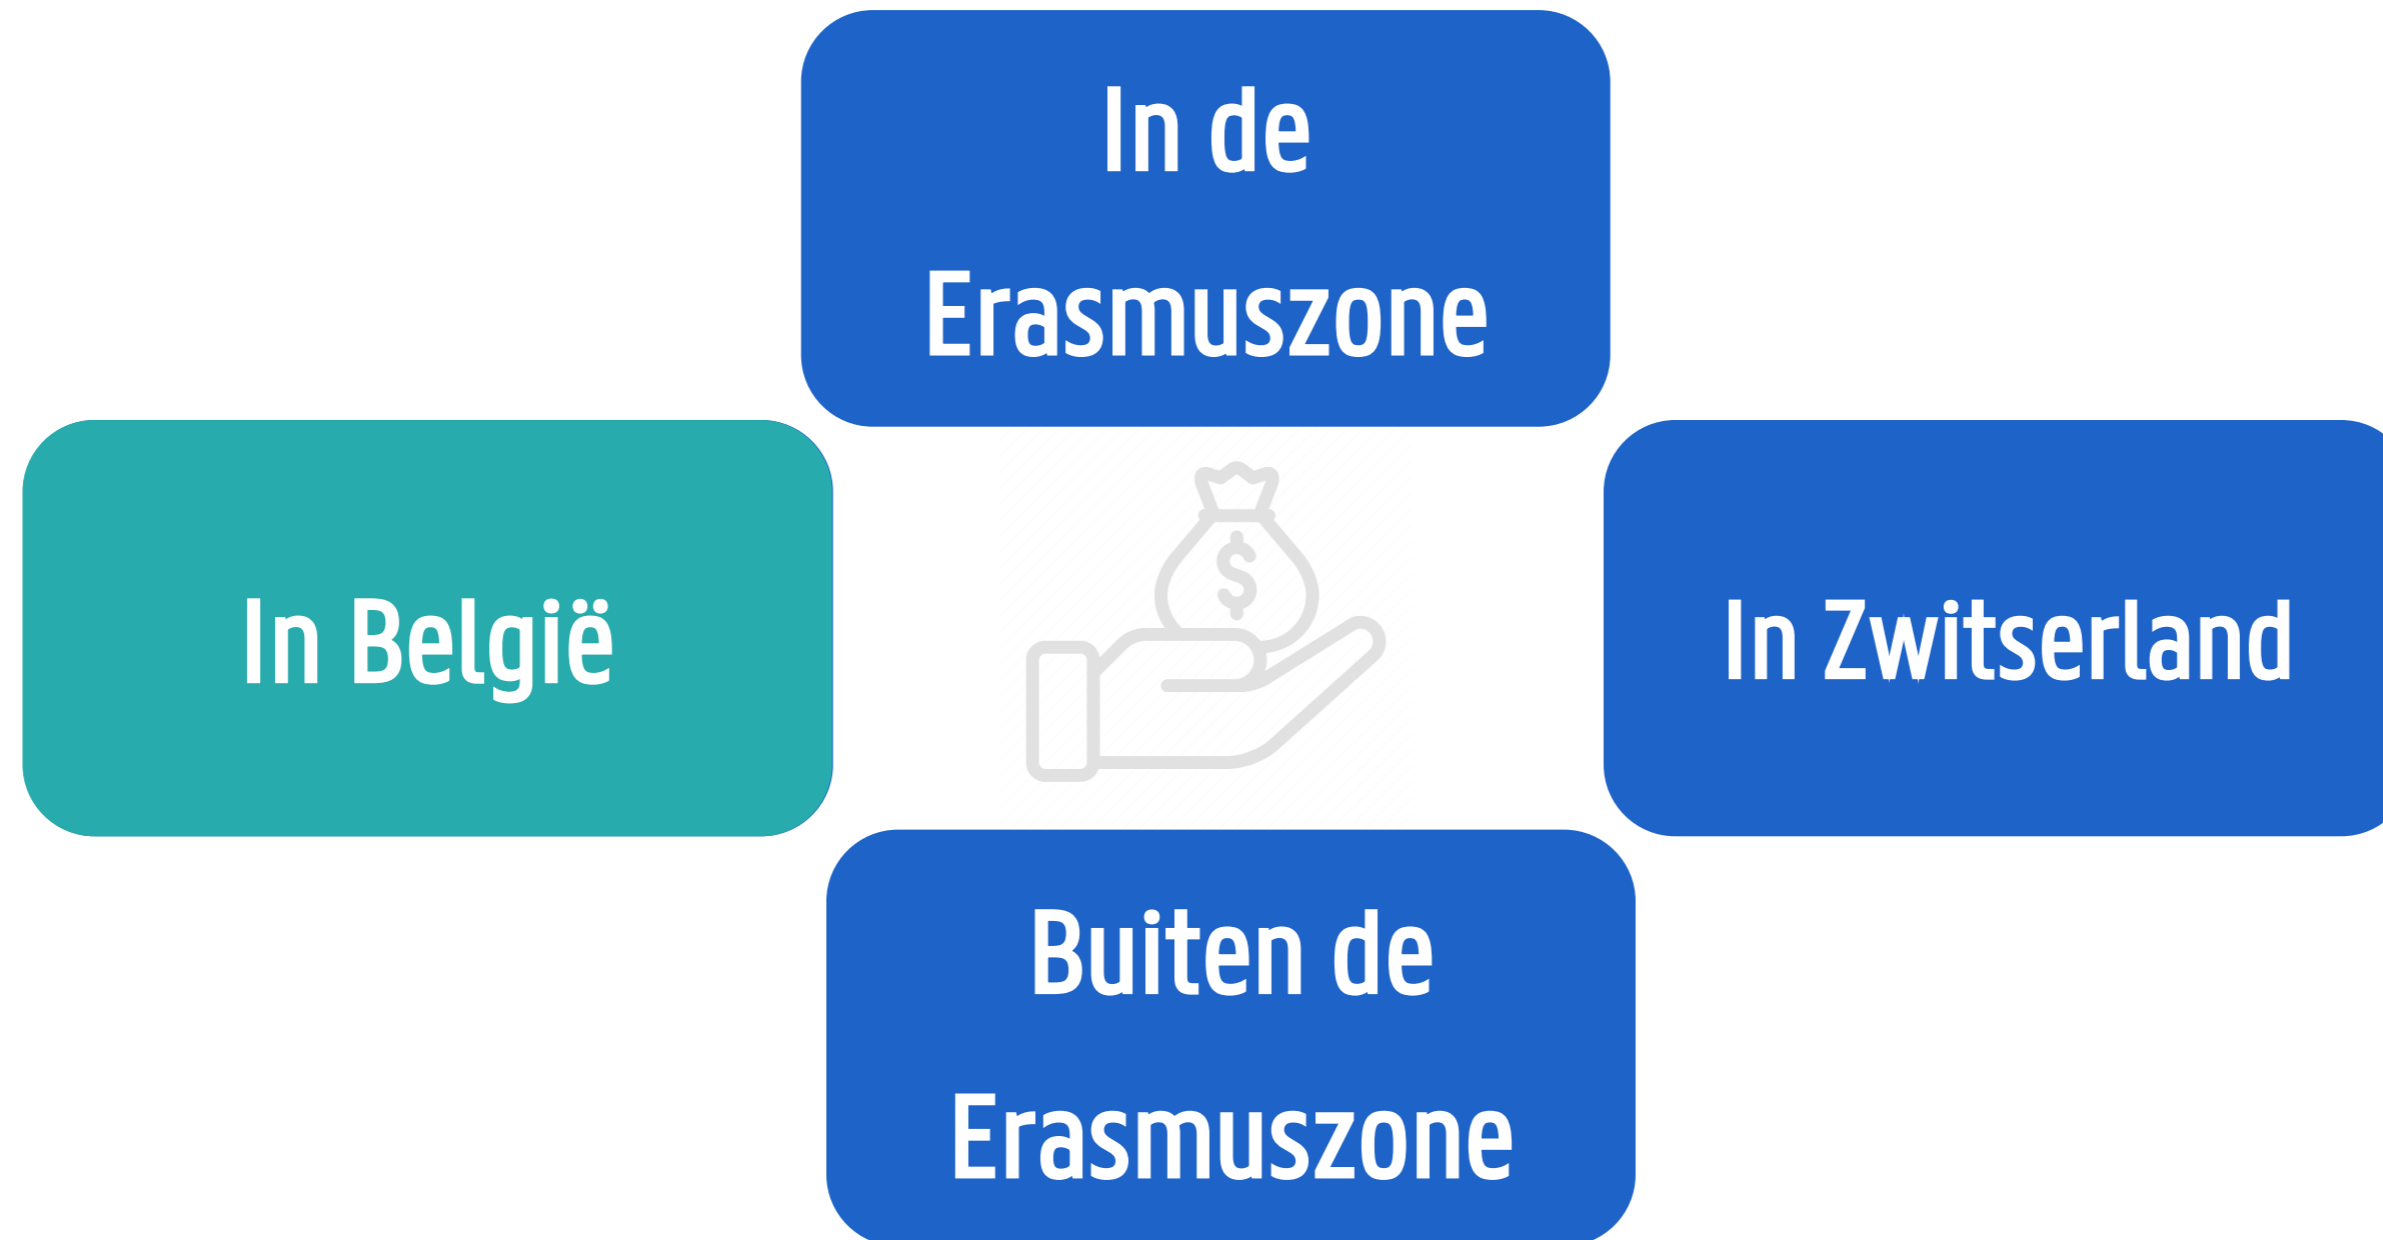 In de
Erasmuszone
In België
$
In Zwitserland
Buiten de
Erasmuszone